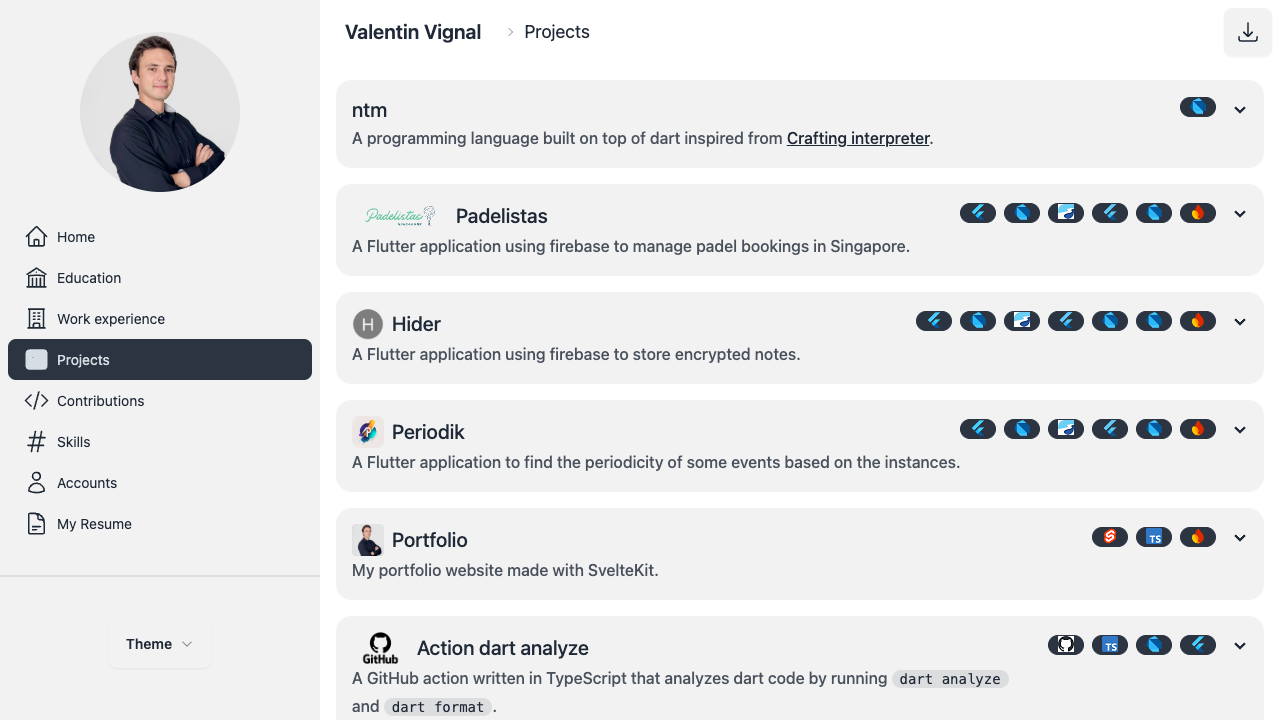 Valentin Vignal
Projects
Home
Education
Work experience
Projects
Contributions
Skills
Accounts
My Resume
Theme
ntm
A programming language built on top of dart inspired from Crafting interpreter.
Padelistas
SINGAPORE
Padelistas
A Flutter application using firebase to manage padel bookings in Singapore.
H
Hider
A Flutter application using firebase to store encrypted notes.
Periodik
A Flutter application to find the periodicity of some events based on the instances.
Portfolio
TS
My portfolio website made with SvelteKit.
GitHub
Action dart analyze
TS
A GitHub action written in TypeScript that analyzes dart code by running dart analyze
and dart format.